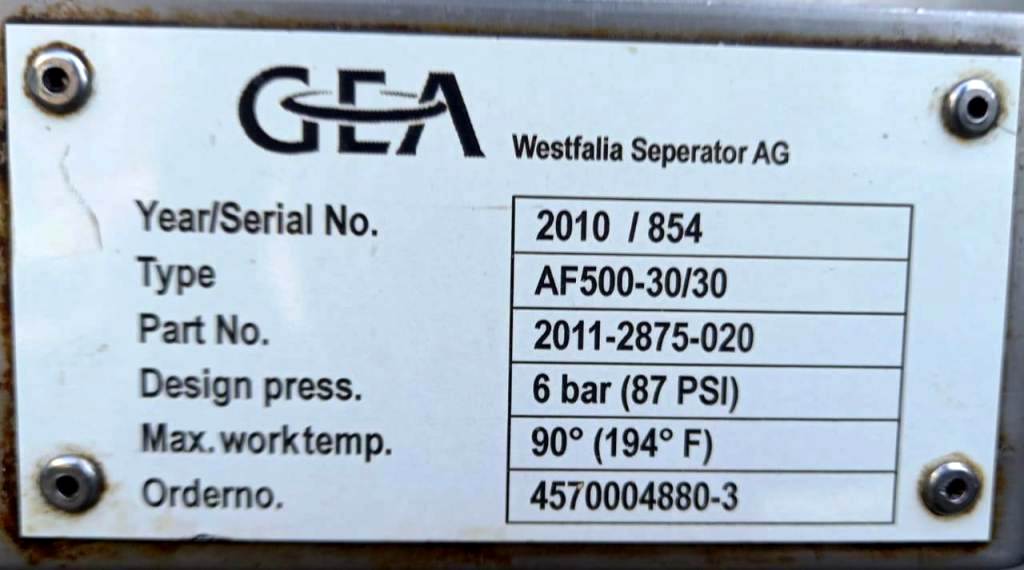 GEA
Westfalia Seperator AG
Year/Serial No. 2010 / 854
Type AF500-30/30
Part No. 2011-2875-020
Design press. 6 bar (87 PSI)
Max. worktemp. 90° (194° F)
Orderno. 4570004880-3